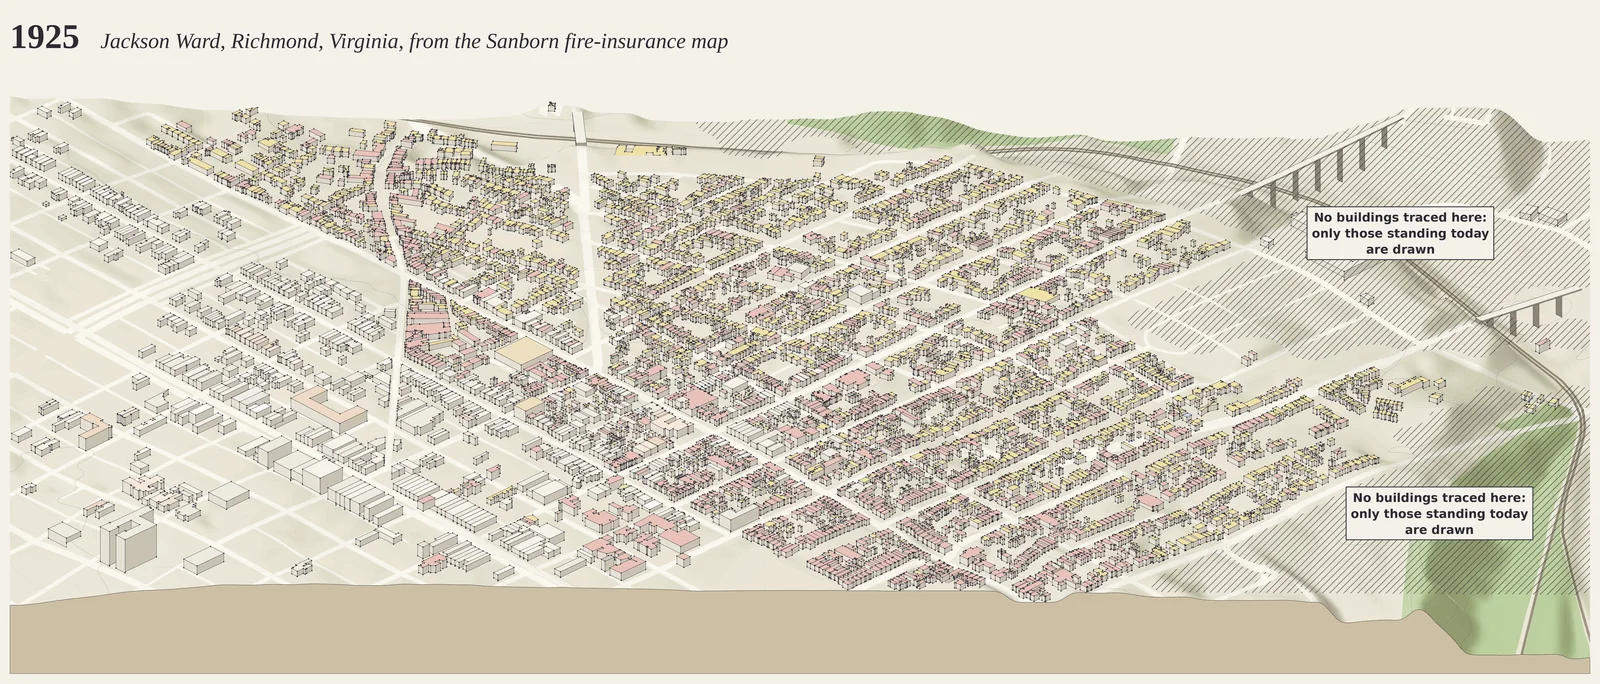 1925 Jackson Ward, Richmond, Virginia, from the Sanborn fire-insurance map
No buildings traced here:
only those standing today
are drawn
No buildings traced here:
only those standing today
are drawn